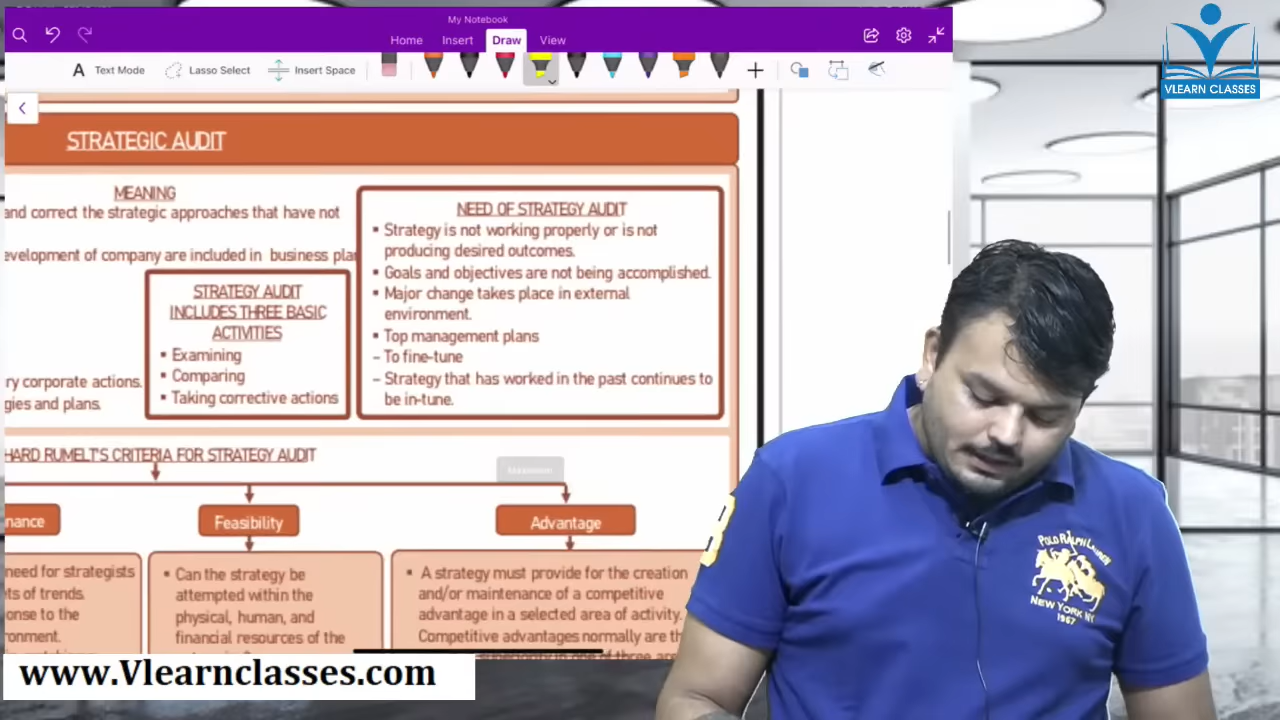 My Notebook
Home Insert Draw View
A Text Mode Lasso Select Insert Space
VLEARN CLASSES
STRATEGIC AUDIT
MEANING
and correct the strategic approaches that have not
evelopment of company are included in business plan
STRATEGY AUDIT
INCLUDES THREE BASIC
ACTIVITIES
▪ Examining
▪ Comparing
▪ Taking corrective actions
ry corporate actions.
gies and plans.
NEED OF STRATEGY AUDIT
▪ Strategy is not working properly or is not
producing desired outcomes.
▪ Goals and objectives are not being accomplished.
▪ Major change takes place in external
environment.
▪ Top management plans
– To fine-tune
– Strategy that has worked in the past continues to
be in-tune.
HARD RUMELT'S CRITERIA FOR STRATEGY AUDIT
nance
Feasibility
Advantage
need for strategists
ts of trends.
onse to the
ronment.
▪ Can the strategy be
attempted within the
physical, human, and
financial resources of the
▪ A strategy must provide for the creation
and/or maintenance of a competitive
advantage in a selected area of activity.
Competitive advantages normally are th
superiority in one of three are
www.Vlearnclasses.com
POLO RALPH LAUREN
NEW YORK NY
1967